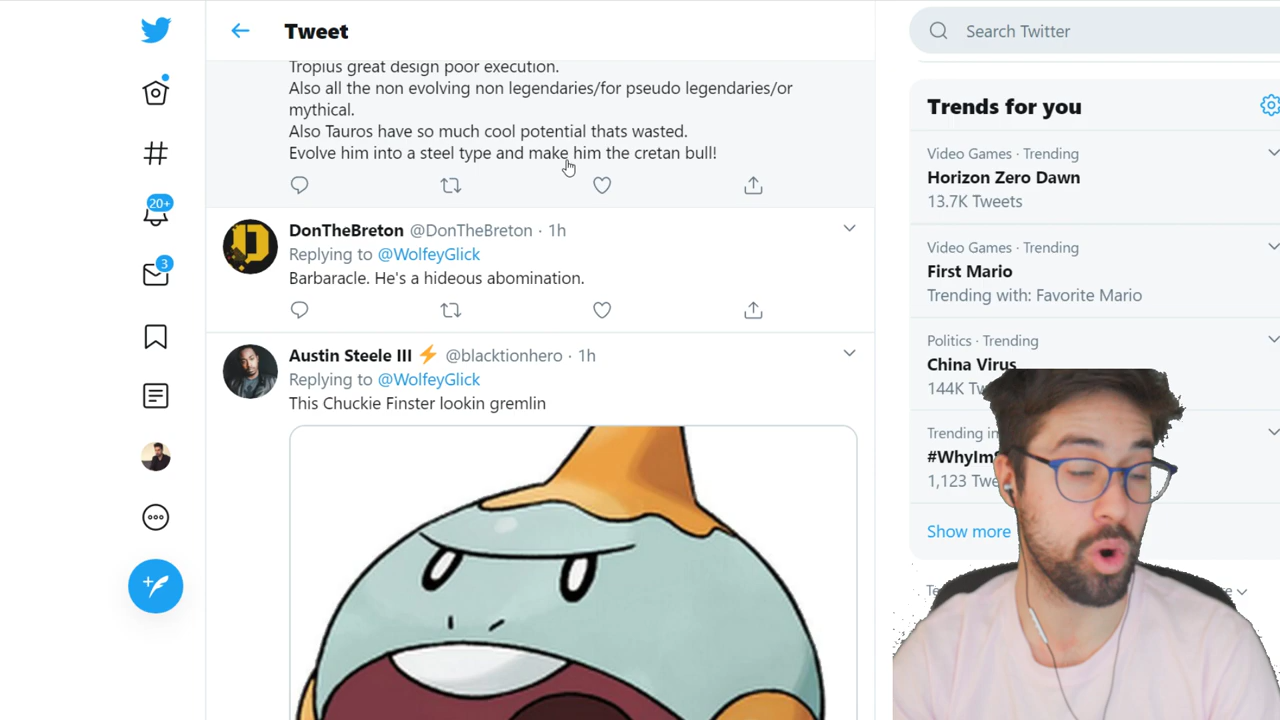 Tweet
Tropius great design poor execution.
Also all the non evolving non legendaries/for pseudo legendaries/or
mythical.
Also Tauros have so much cool potential thats wasted.
Evolve him into a steel type and make him the cretan bull!
DonTheBreton @DonTheBreton · 1h
Replying to @WolfeyGlick
Barbaracle. He's a hideous abomination.
Austin Steele III ⚡ @blacktionhero · 1h
Replying to @WolfeyGlick
This Chuckie Finster lookin gremlin
20+
3
Search Twitter
Trends for you
Video Games · Trending
Horizon Zero Dawn
13.7K Tweets
Video Games · Trending
First Mario
Trending with: Favorite Mario
Politics · Trending
China Virus
144K
Trending in
1,123
Show more